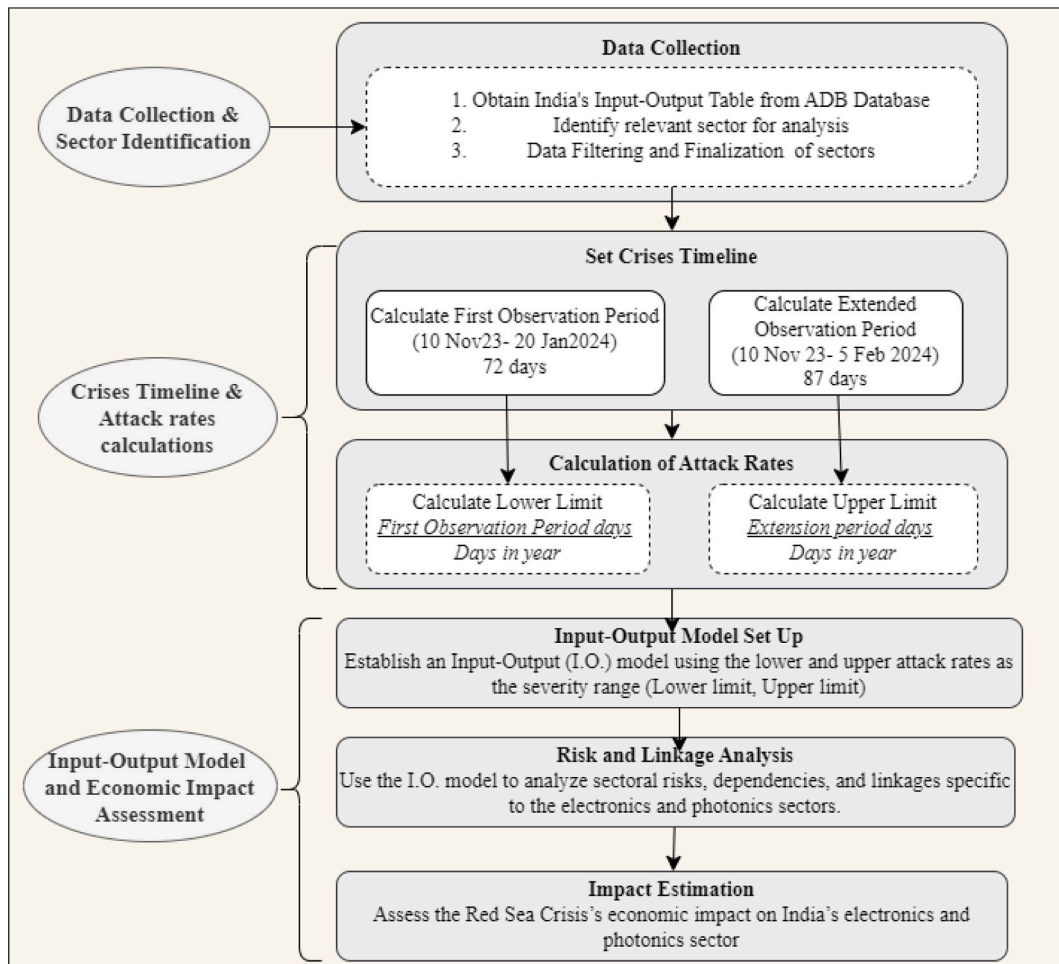 Data Collection
Data Collection &
Sector Identification
1. Obtain India's Input-Output Table from ADB Database
2. Identify relevant sector for analysis
3. Data Filtering and Finalization of sectors
Set Crises Timeline
Calculate First Observation Period
(10 Nov23- 20 Jan2024)
72 days
Calculate Extended
Observation Period
(10 Nov 23- 5 Feb 2024)
87 days
Crises Timeline &
Attack rates
calculations
Calculation of Attack Rates
Calculate Lower Limit
First Observation Period days
Days in year
Calculate Upper Limit
Extension period days
Days in year
Input-Output Model Set Up
Establish an Input-Output (I.O.) model using the lower and upper attack rates as
the severity range (Lower limit, Upper limit)
Input-Output Model
and Economic Impact
Assessment
Risk and Linkage Analysis
Use the I.O. model to analyze sectoral risks, dependencies, and linkages specific
to the electronics and photonics sectors.
Impact Estimation
Assess the Red Sea Crisis's economic impact on India's electronics and
photonics sector